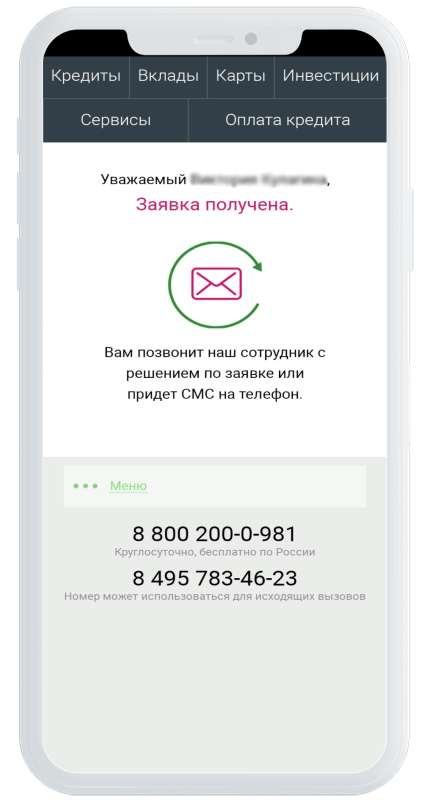 Кредиты Вклады Карты Инвестиции
Сервисы Оплата кредита
Уважаемый ,
Заявка получена.
Вам позвонит наш сотрудник с
решением по заявке или
придет СМС на телефон.
Меню
8 800 200-0-981
Круглосуточно, бесплатно по России
8 495 783-46-23
Номер может использоваться для исходящих вызовов